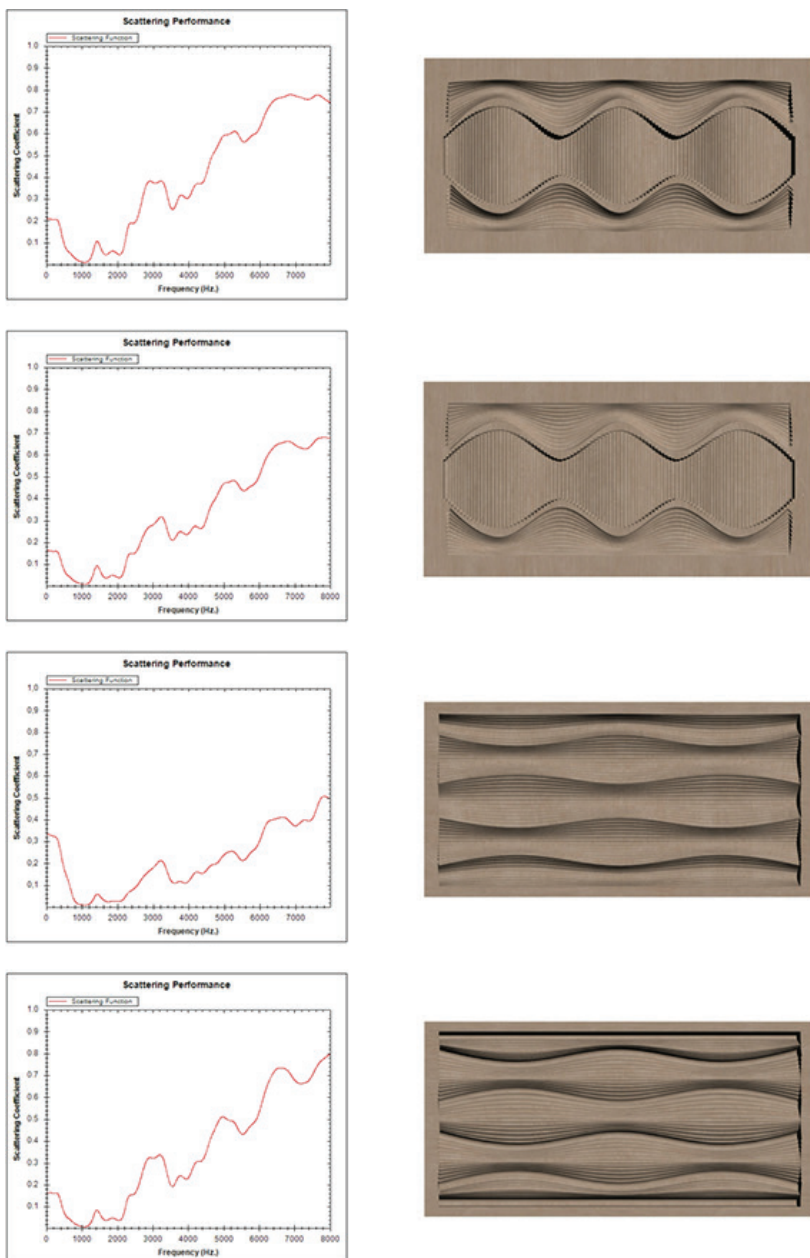 Scattering Performance
Scattering Function
Scattering Coefficient
1.0
0.9
0.8
0.7
0.6
0.5
0.4
0.3
0.2
0.1
0 1000 2000 3000 4000 5000 6000 7000
Frequency (Hz.)
Scattering Performance
Scattering Function
Scattering Coefficient
1.0
0.9
0.8
0.7
0.6
0.5
0.4
0.3
0.2
0.1
0 1000 2000 3000 4000 5000 6000 7000 8000
Frequency (Hz.)
Scattering Performance
Scattering Function
Scattering Coefficient
1,0
0,9
0,8
0,7
0,6
0,5
0,4
0,3
0,2
0,1
0 1000 2000 3000 4000 5000 6000 7000 8000
Frequency (Hz.)
Scattering Performance
Scattering Function
Scattering Coefficient
1.0
0.9
0.8
0.7
0.6
0.5
0.4
0.3
0.2
0.1
0 1000 2000 3000 4000 5000 6000 7000 8000
Frequency (Hz.)